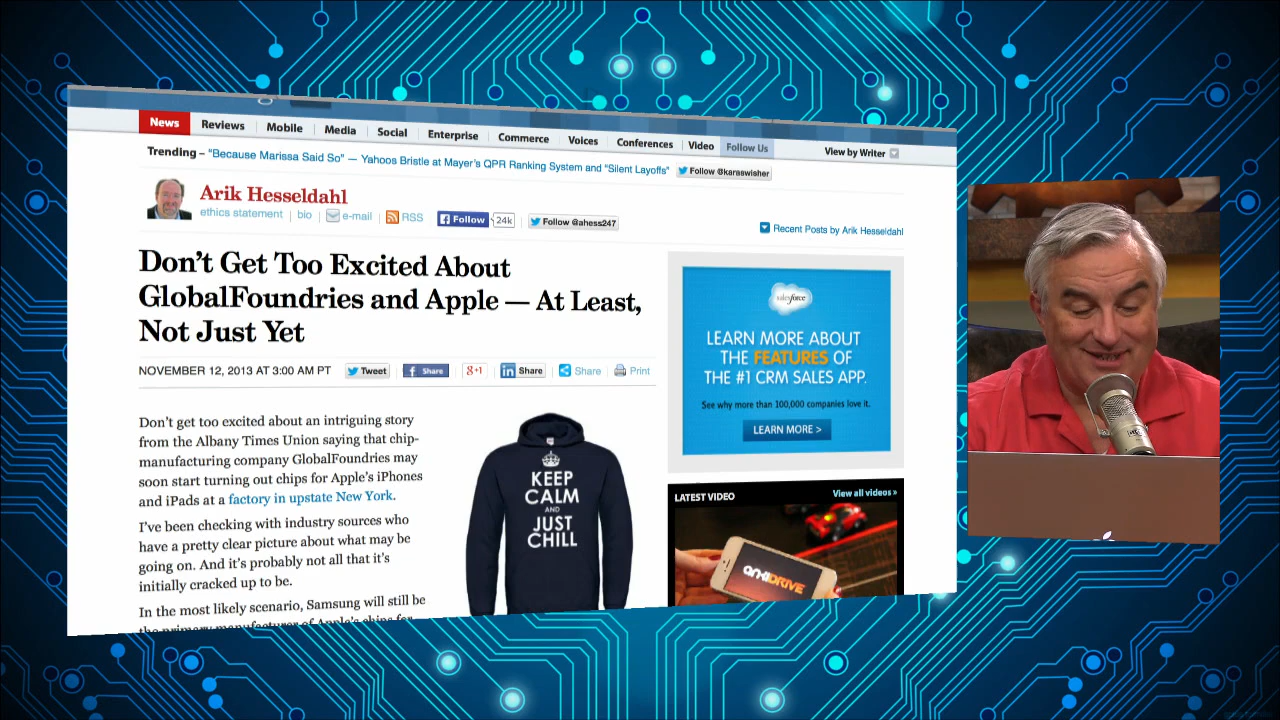 News Reviews Mobile Media Social Enterprise Commerce Voices Conferences Video Follow Us View by Writer
Trending – "Because Marissa Said So" — Yahoos Bristle at Mayer's QPR Ranking System and "Silent Layoffs" Follow @karaswisher
Arik Hesseldahl
ethics statement | bio | e-mail | RSS Follow 24k Follow @ahess247
Recent Posts by Arik Hesseldahl
Don't Get Too Excited About
GlobalFoundries and Apple — At Least,
Not Just Yet
NOVEMBER 12, 2013 AT 3:00 AM PT Tweet Share g+1 Share Share Print
Don't get too excited about an intriguing story
from the Albany Times Union saying that chip-
manufacturing company GlobalFoundries may
soon start turning out chips for Apple's iPhones
and iPads at a factory in upstate New York.
I've been checking with industry sources who
have a pretty clear picture about what may be
going on. And it's probably not all that it's
initially cracked up to be.
In the most likely scenario, Samsung will still be
the primary manufacturer of Apple's chips for
KEEP
CALM
AND
JUST
CHILL
salesforce
LEARN MORE ABOUT
THE FEATURES OF
THE #1 CRM SALES APP.
See why more than 100,000 companies love it.
LEARN MORE >
LATEST VIDEO View all videos »
ANKI DRIVE